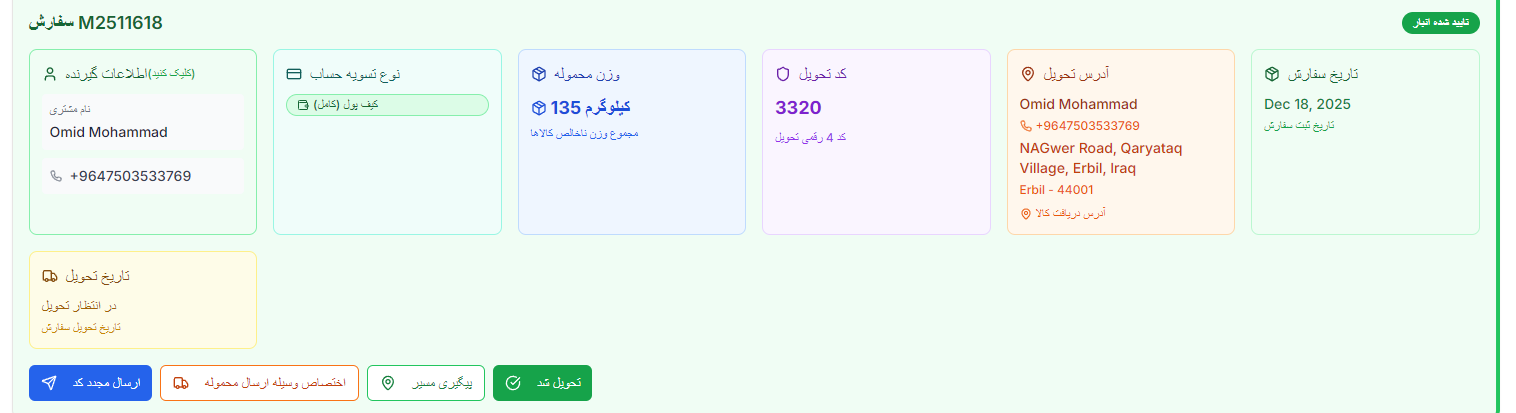 سفارش M2511618
تایید شده انبار
اطلاعات گیرنده (کلیک کنید)
نام مشتری
Omid Mohammad
+9647503533769
نوع تسویه حساب
کیف پول (کامل)
وزن محموله
135 کیلوگرم
مجموع وزن ناخالص کالاها
کد تحویل
3320
کد 4 رقمی تحویل
آدرس تحویل
Omid Mohammad
+9647503533769
NAGwer Road, Qaryataq
Village, Erbil, Iraq
Erbil - 44001
آدرس دریافت کالا
تاریخ سفارش
Dec 18, 2025
تاریخ ثبت سفارش
تاریخ تحویل
در انتظار تحویل
تاریخ تحویل سفارش
ارسال مجدد کد
اختصاص وسیله ارسال محموله
پیگیری مسیر
تحویل شد